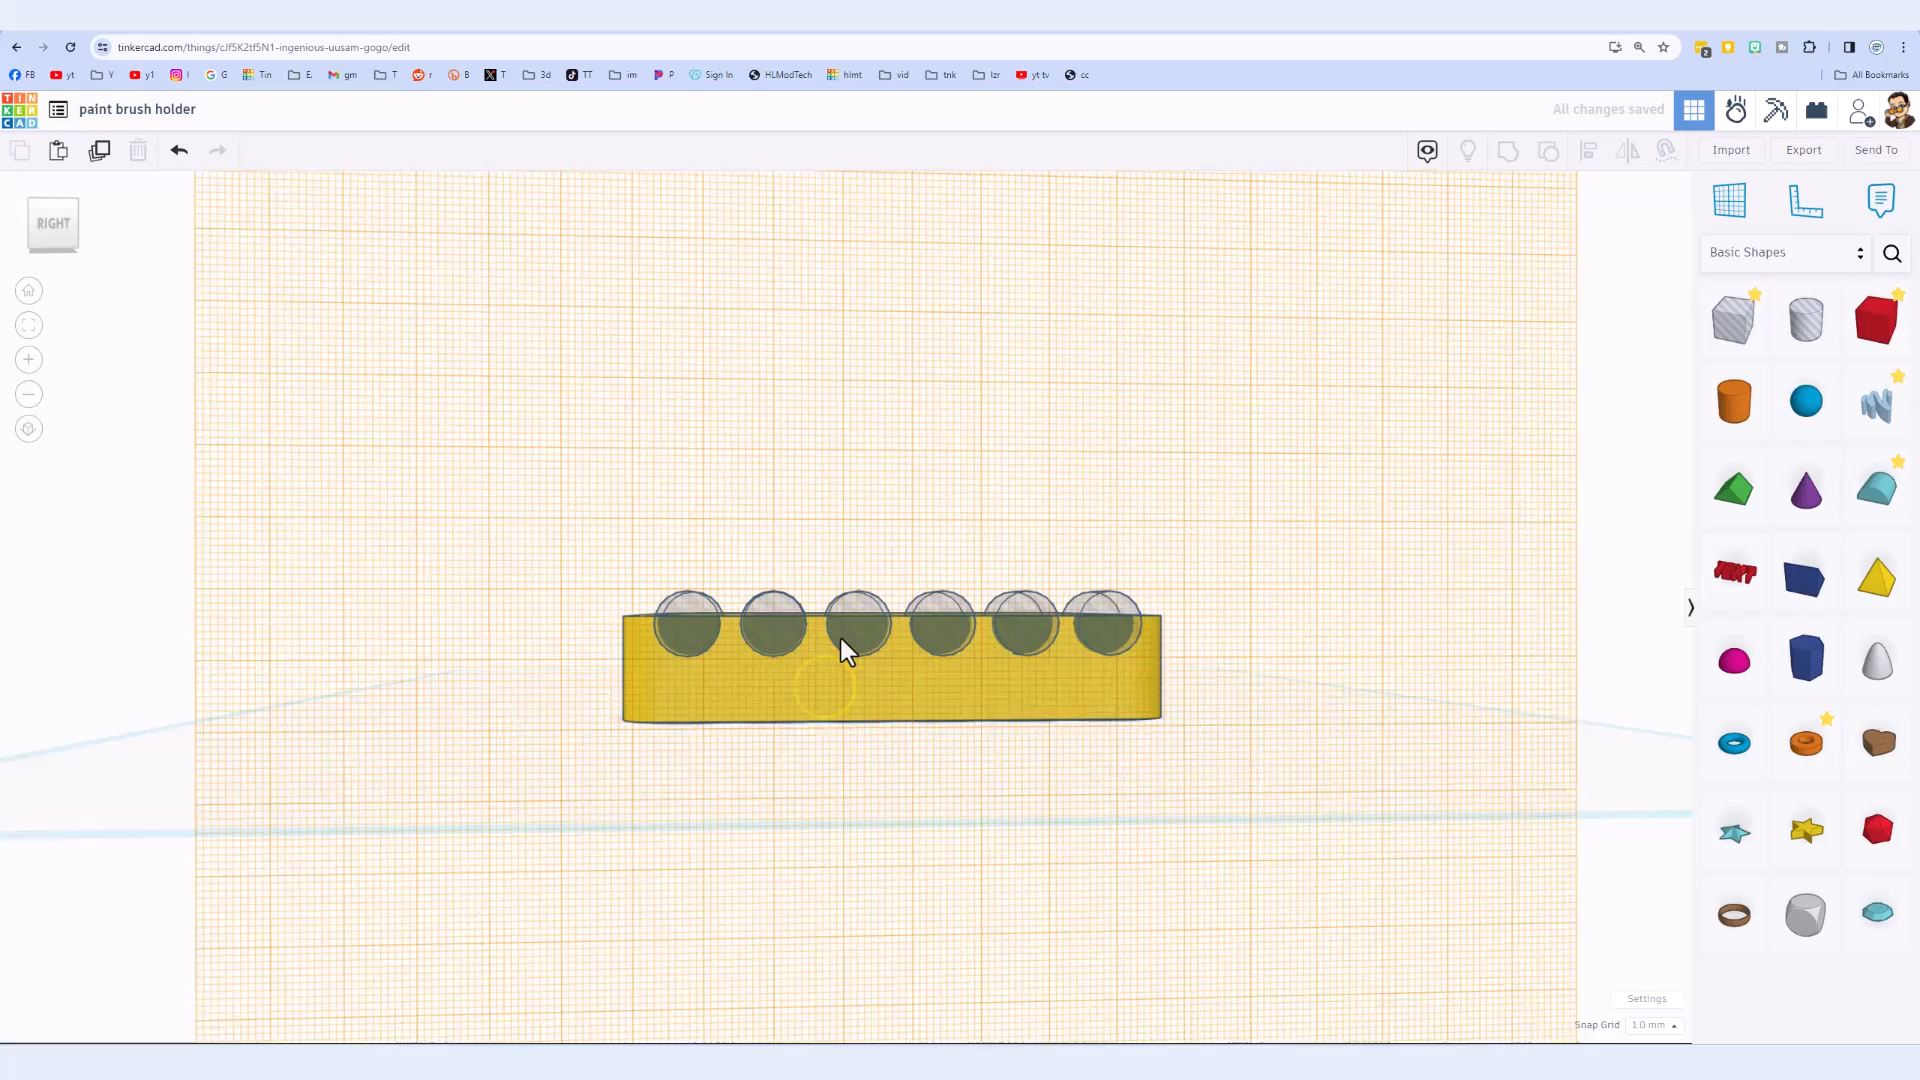 tinkercad.com/things/cJf5K2tf5N1-ingenious-uusam-gogo/edit
2
FB yt Y y1 I G Tin E. gm T r B T 3d TT im P Sign In HLModTech hlmt vid tnk lzr yt tv cc All Bookmarks
TIN
KER
CAD
paint brush holder
All changes saved
Import Export Send To
RIGHT
Basic Shapes
Settings
Snap Grid 1.0 mm